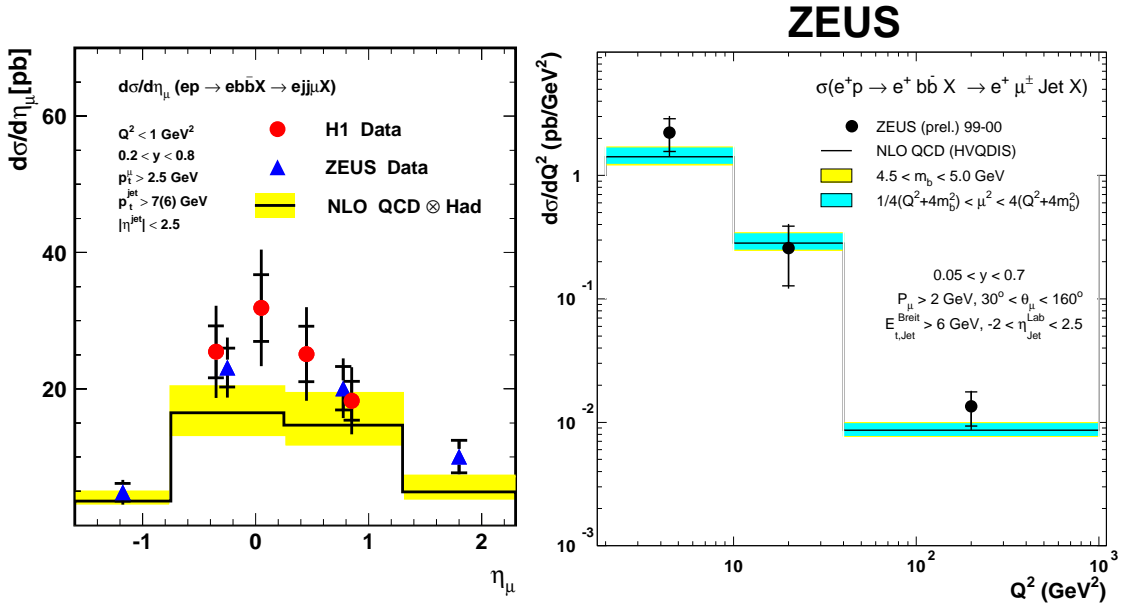 dσ/dη_μ[pb]
dσ/dη_μ (ep → ebb̄X → ejjμX)
Q² < 1 GeV²
0.2 < y < 0.8
p_t^μ > 2.5 GeV
p_t^jet > 7(6) GeV
|η^jet| < 2.5
H1 Data
ZEUS Data
NLO QCD ⊗ Had
60
40
20
0
-1 0 1 2
η_μ
ZEUS
dσ/dQ² (pb/GeV²)
σ(e⁺p → e⁺ bb̄ X → e⁺ μ^± Jet X)
ZEUS (prel.) 99-00
NLO QCD (HVQDIS)
4.5 < m_b < 5.0 GeV
1/4(Q²+4m_b²) < μ² < 4(Q²+4m_b²)
0.05 < y < 0.7
P_μ > 2 GeV, 30° < θ_μ < 160°
E_t,Jet^Breit > 6 GeV, -2 < η_Jet^Lab < 2.5
10
1
10⁻¹
10⁻²
10⁻³
10 10² 10³
Q² (GeV²)